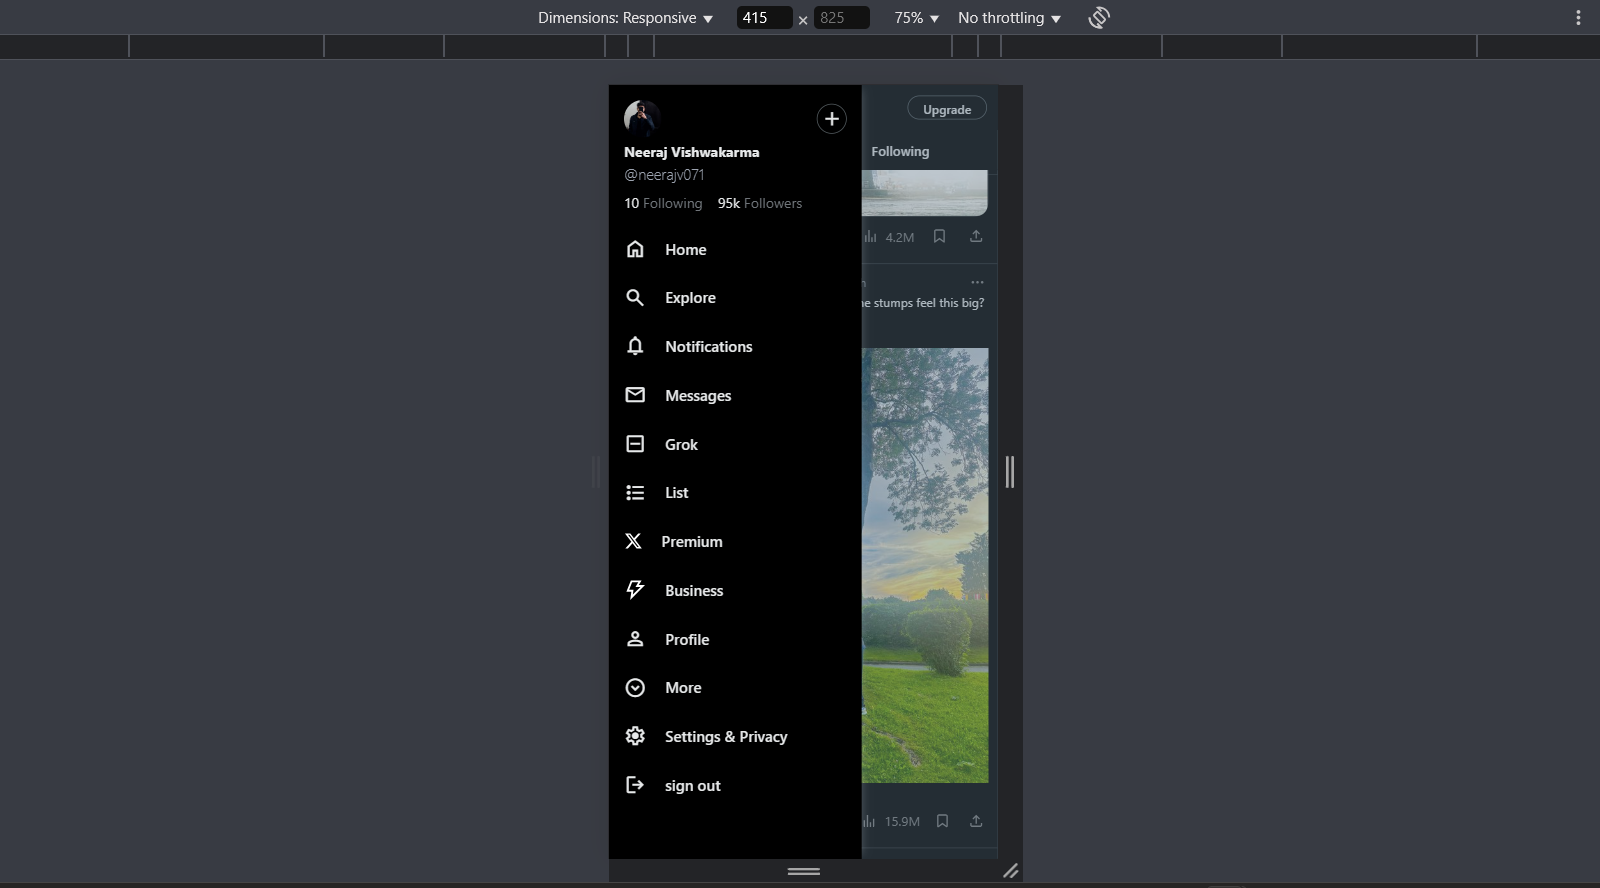 Dimensions: Responsive ▼ 415 × 825 75% ▼ No throttling ▼
Upgrade
Neeraj Vishwakarma
Following
@neerajv071
10 Following 95k Followers
4.2M
Home
stumps feel this big?
Explore
Notifications
Messages
Grok
List
Premium
Business
Profile
More
Settings & Privacy
sign out
15.9M